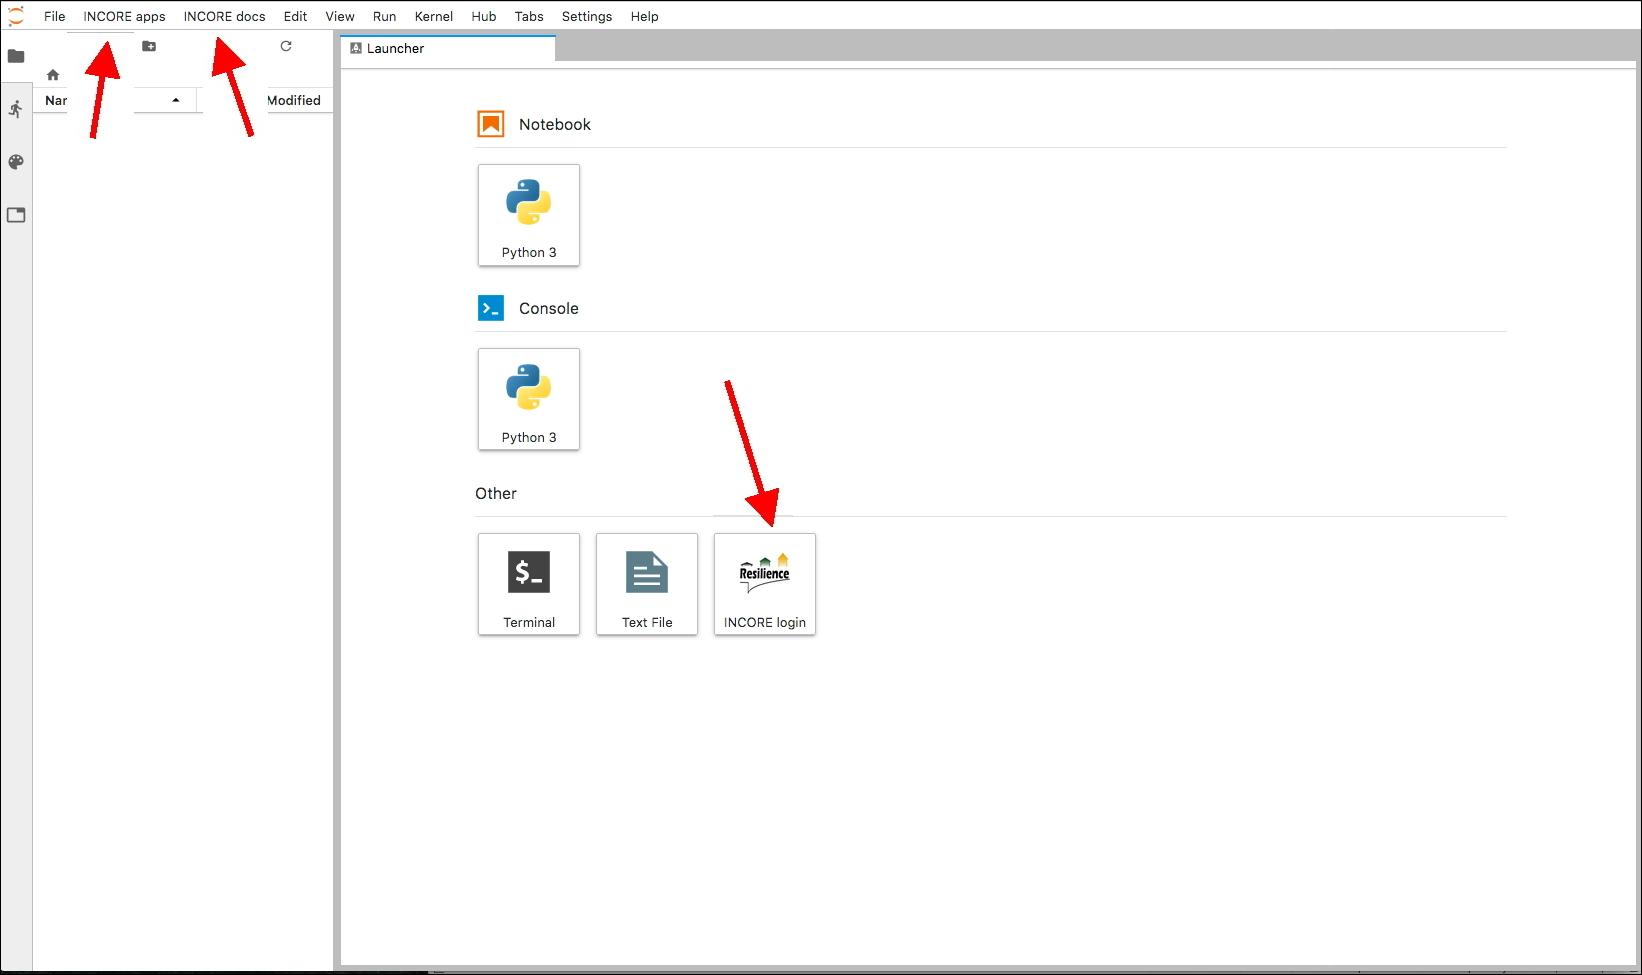 File INCORE apps INCORE docs Edit View Run Kernel Hub Tabs Settings Help
Launcher
Modified
Notebook
Python 3
Console
Python 3
Other
$_
Resilience
Terminal Text File INCORE login